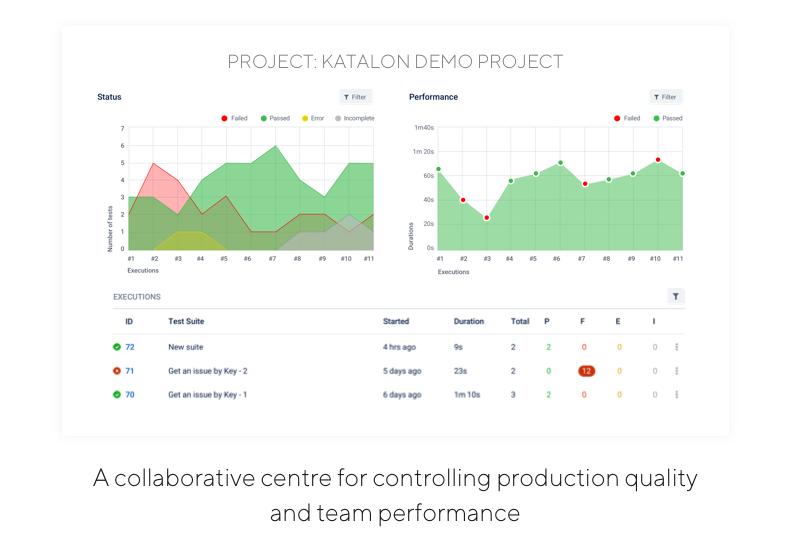 PROJECT: KATALON DEMO PROJECT
Status
Filter
Failed Passed Error Incomplete
7
6
5
4
3
2
1
0
Number of tests
#1 #2 #3 #4 #5 #6 #7 #8 #9 #10 #11
Executions
Performance
Filter
Failed Passed
1m40s
1m 20s
60s
40s
20s
0s
Durations
#1 #2 #3 #4 #5 #6 #7 #8 #9 #10 #11
Executions
EXECUTIONS
ID Test Suite Started Duration Total P F E I
72 New suite 4 hrs ago 9s 2 2 0 0 0
71 Get an issue by Key - 2 5 days ago 23s 2 0 12 0 0
70 Get an issue by Key - 1 6 days ago 1m 10s 3 2 0 0 0
A collaborative centre for controlling production quality
and team performance